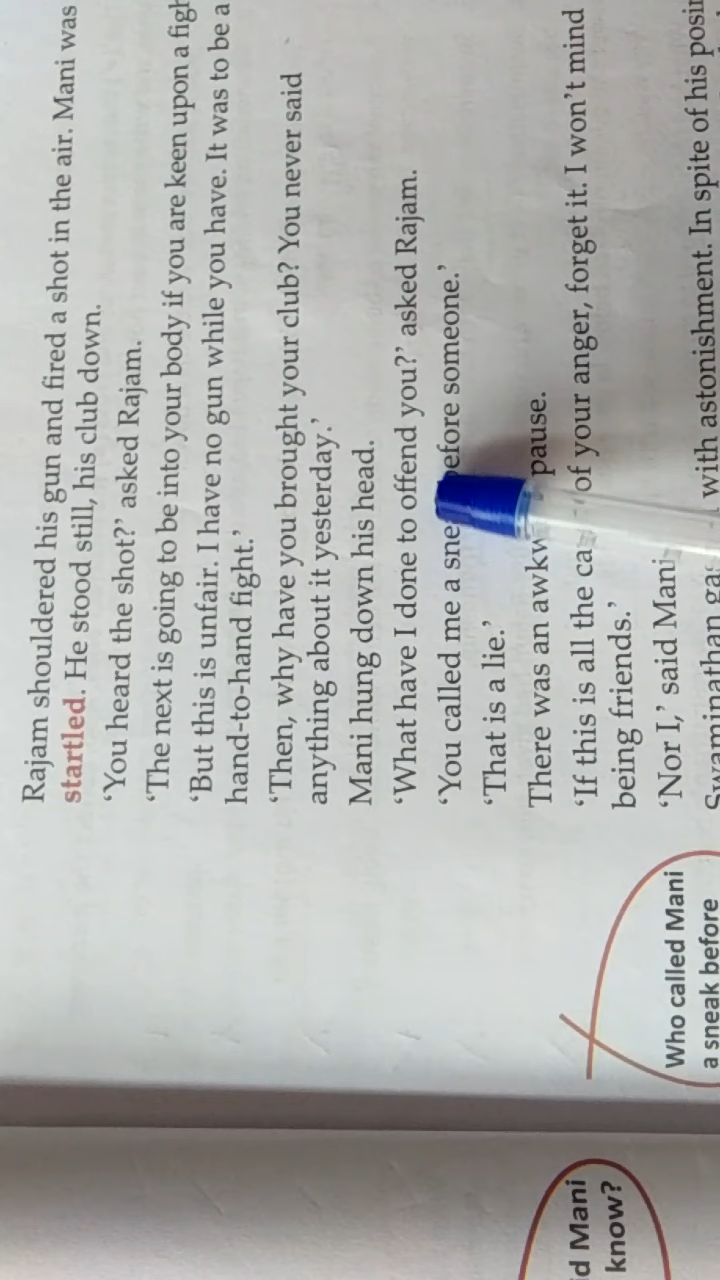 Rajam shouldered his gun and fired a shot in the air. Mani was
startled. He stood still, his club down.
‘You heard the shot?’ asked Rajam.
‘The next is going to be into your body if you are keen upon a
‘But this is unfair. I have no gun while you have. It was to be a
hand-to-hand fight.’
‘Then, why have you brought your club? You never said
anything about it yesterday.’
Mani hung down his head.
‘What have I done to offend you?’ asked Rajam.
‘You called me a before someone.’
‘That is a lie.’
There was an pause.
‘If this is all the of your anger, forget it. I won’t mind
being friends.’
‘Nor I,’ said Mani
Swaminathan with astonishment. In spite of his
Who called Mani
a sneak before
Mani
know?